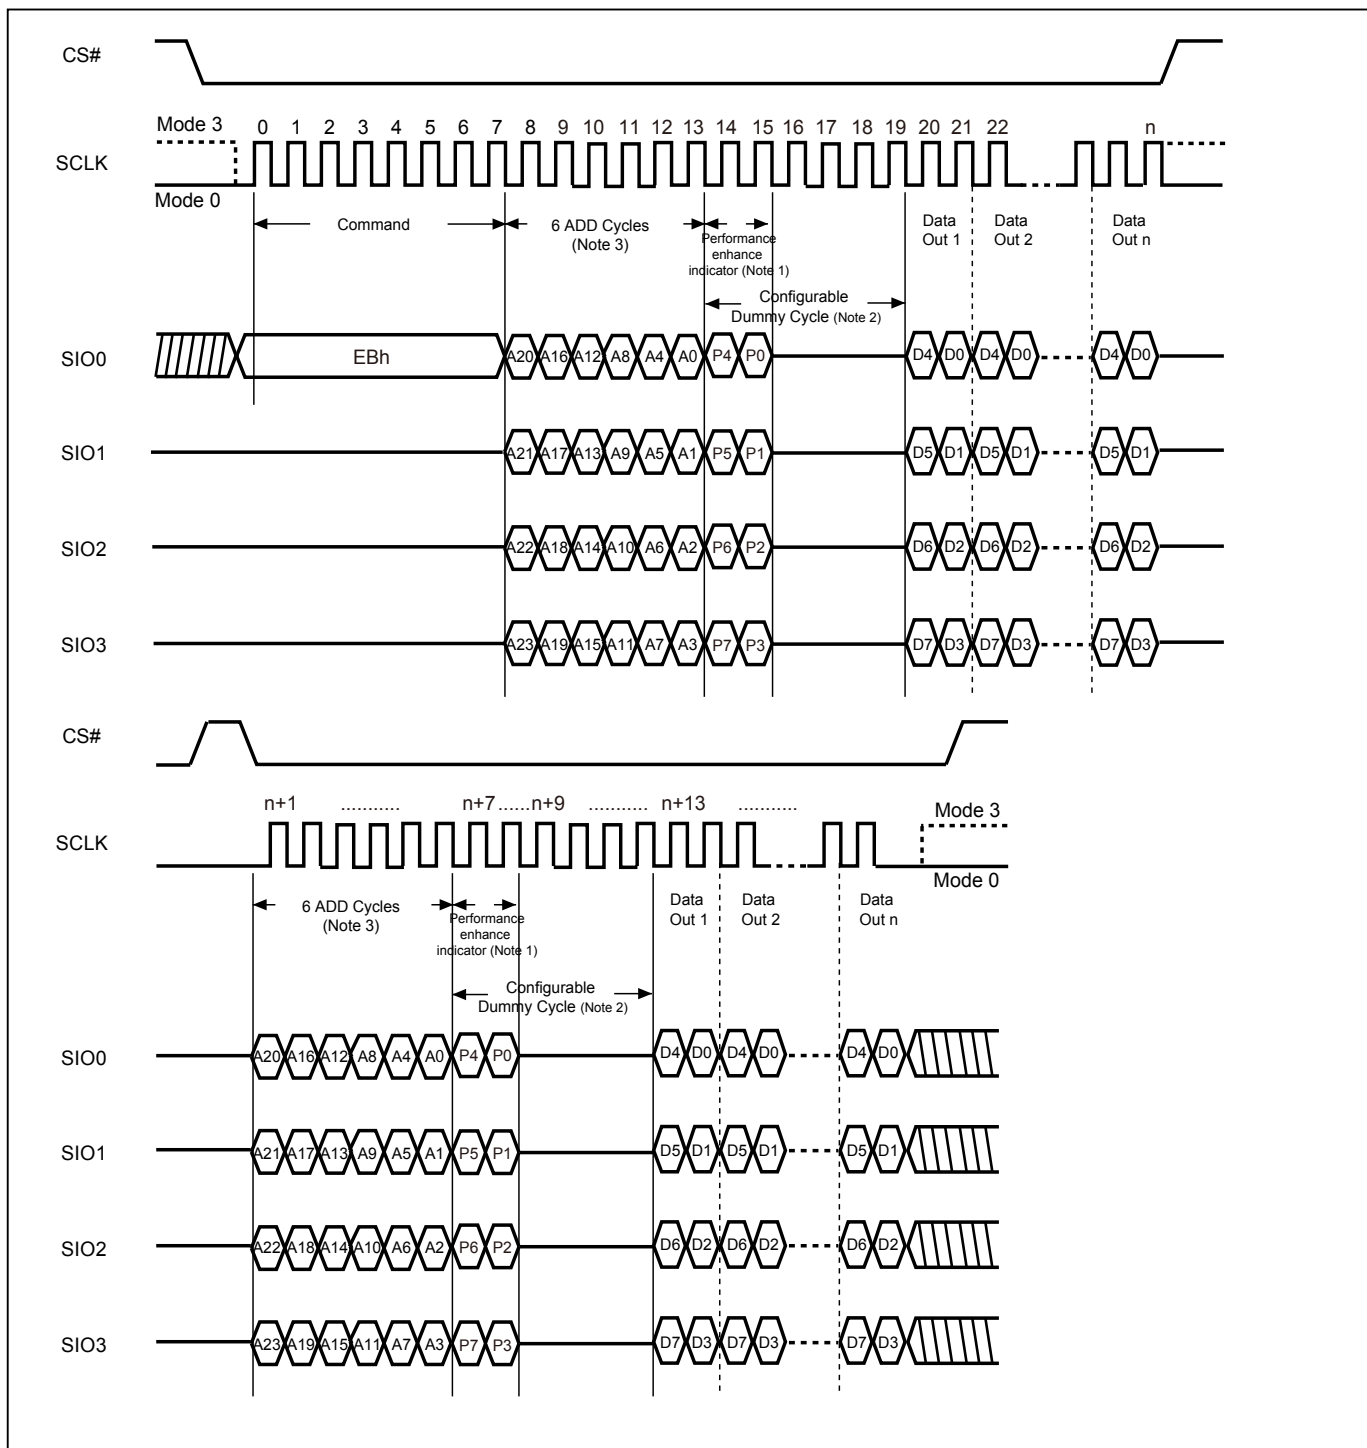 CS#
Mode 3
0 1 2 3 4 5 6 7 8 9 10 11 12 13 14 15 16 17 18 19 20 21 22 n
SCLK
Mode 0
Command
6 ADD Cycles
(Note 3)
Performance
enhance
indicator (Note 1)
Data
Out 1
Data
Out 2
Data
Out n
Configurable
Dummy Cycle (Note 2)
SIO0 EBh A20 A16 A12 A8 A4 A0 P4 P0 D4 D0 D4 D0 D4 D0
SIO1 A21 A17 A13 A9 A5 A1 P5 P1 D5 D1 D5 D1 D5 D1
SIO2 A22 A18 A14 A10 A6 A2 P6 P2 D6 D2 D6 D2 D6 D2
SIO3 A23 A19 A15 A11 A7 A3 P7 P3 D7 D3 D7 D3 D7 D3
CS#
n+1 ........... n+7 ......n+9 ........... n+13 ...........
Mode 3
SCLK
Mode 0
6 ADD Cycles
(Note 3)
Performance
enhance
indicator (Note 1)
Data
Out 1
Data
Out 2
Data
Out n
Configurable
Dummy Cycle (Note 2)
SIO0 A20 A16 A12 A8 A4 A0 P4 P0 D4 D0 D4 D0 D4 D0
SIO1 A21 A17 A13 A9 A5 A1 P5 P1 D5 D1 D5 D1 D5 D1
SIO2 A22 A18 A14 A10 A6 A2 P6 P2 D6 D2 D6 D2 D6 D2
SIO3 A23 A19 A15 A11 A7 A3 P7 P3 D7 D3 D7 D3 D7 D3